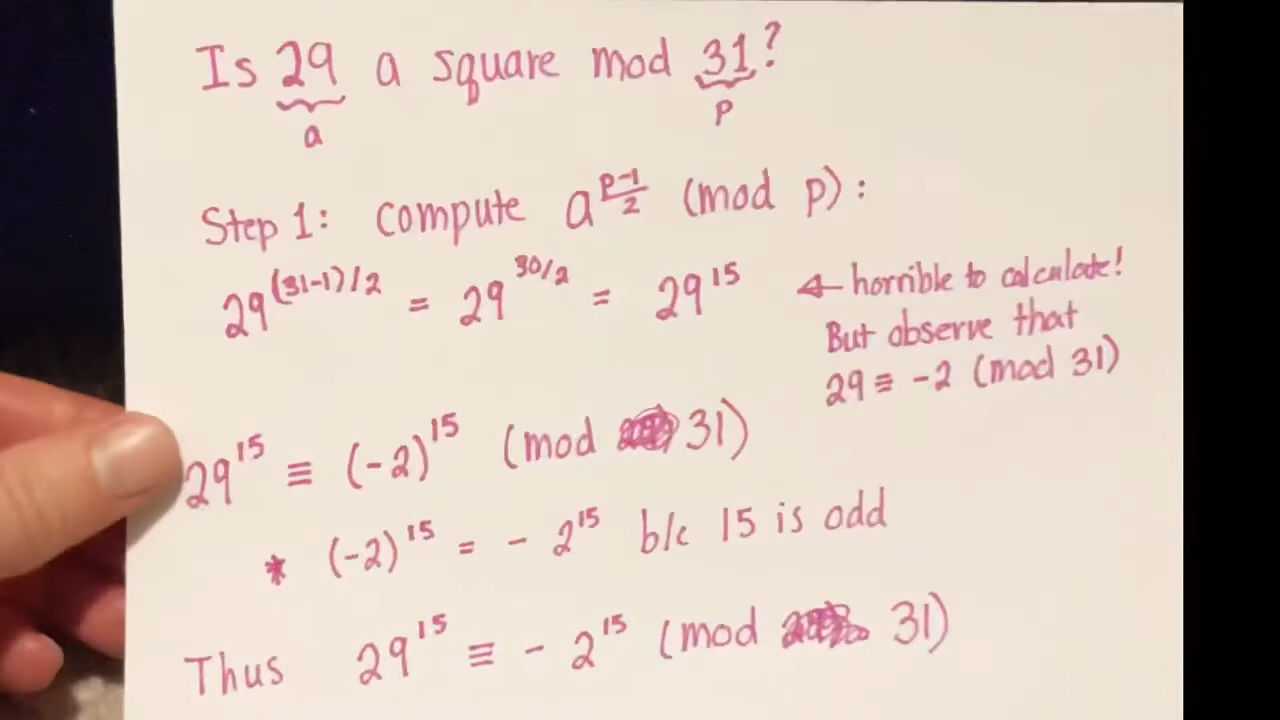 Is 29 a square mod 31?
a p
Step 1: compute a^(p-1)/2 (mod p):
29^(31-1)/2 = 29^30/2 = 29^15 ← horrible to calculate!
But observe that
29 ≡ -2 (mod 31)
29^15 ≡ (-2)^15 (mod 31)
* (-2)^15 = - 2^15 b/c 15 is odd
Thus 29^15 ≡ - 2^15 (mod 31)